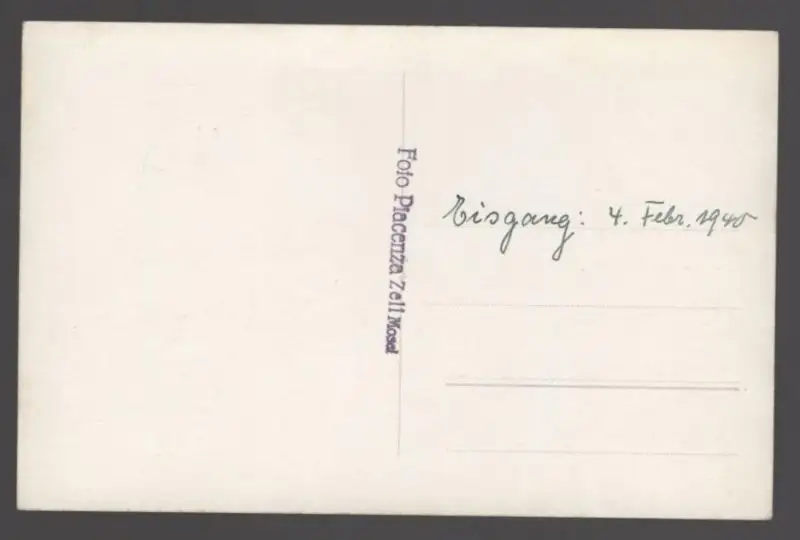 Foto Piacenza Zell Mosel
Eisgang: 4. Febr. 1940